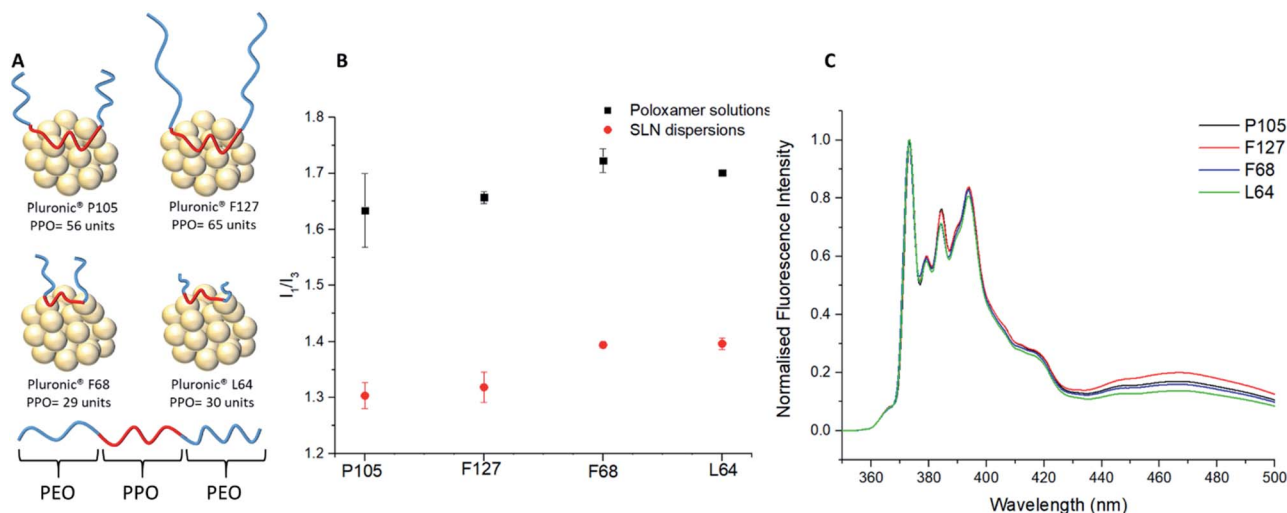 A
Pluronic® P105
PPO= 56 units
Pluronic® F127
PPO= 65 units
Pluronic® F68
PPO= 29 units
Pluronic® L64
PPO= 30 units
PEO
PPO
PEO
B
Poloxamer solutions
SLN dispersions
I₁/I₃
1.8
1.7
1.6
1.5
1.4
1.3
1.2
P105
F127
F68
L64
C
P105
F127
F68
L64
Normalised Fluorescence Intensity
1.0
0.8
0.6
0.4
0.2
0.0
360
380
400
420
440
460
480
500
Wavelength (nm)